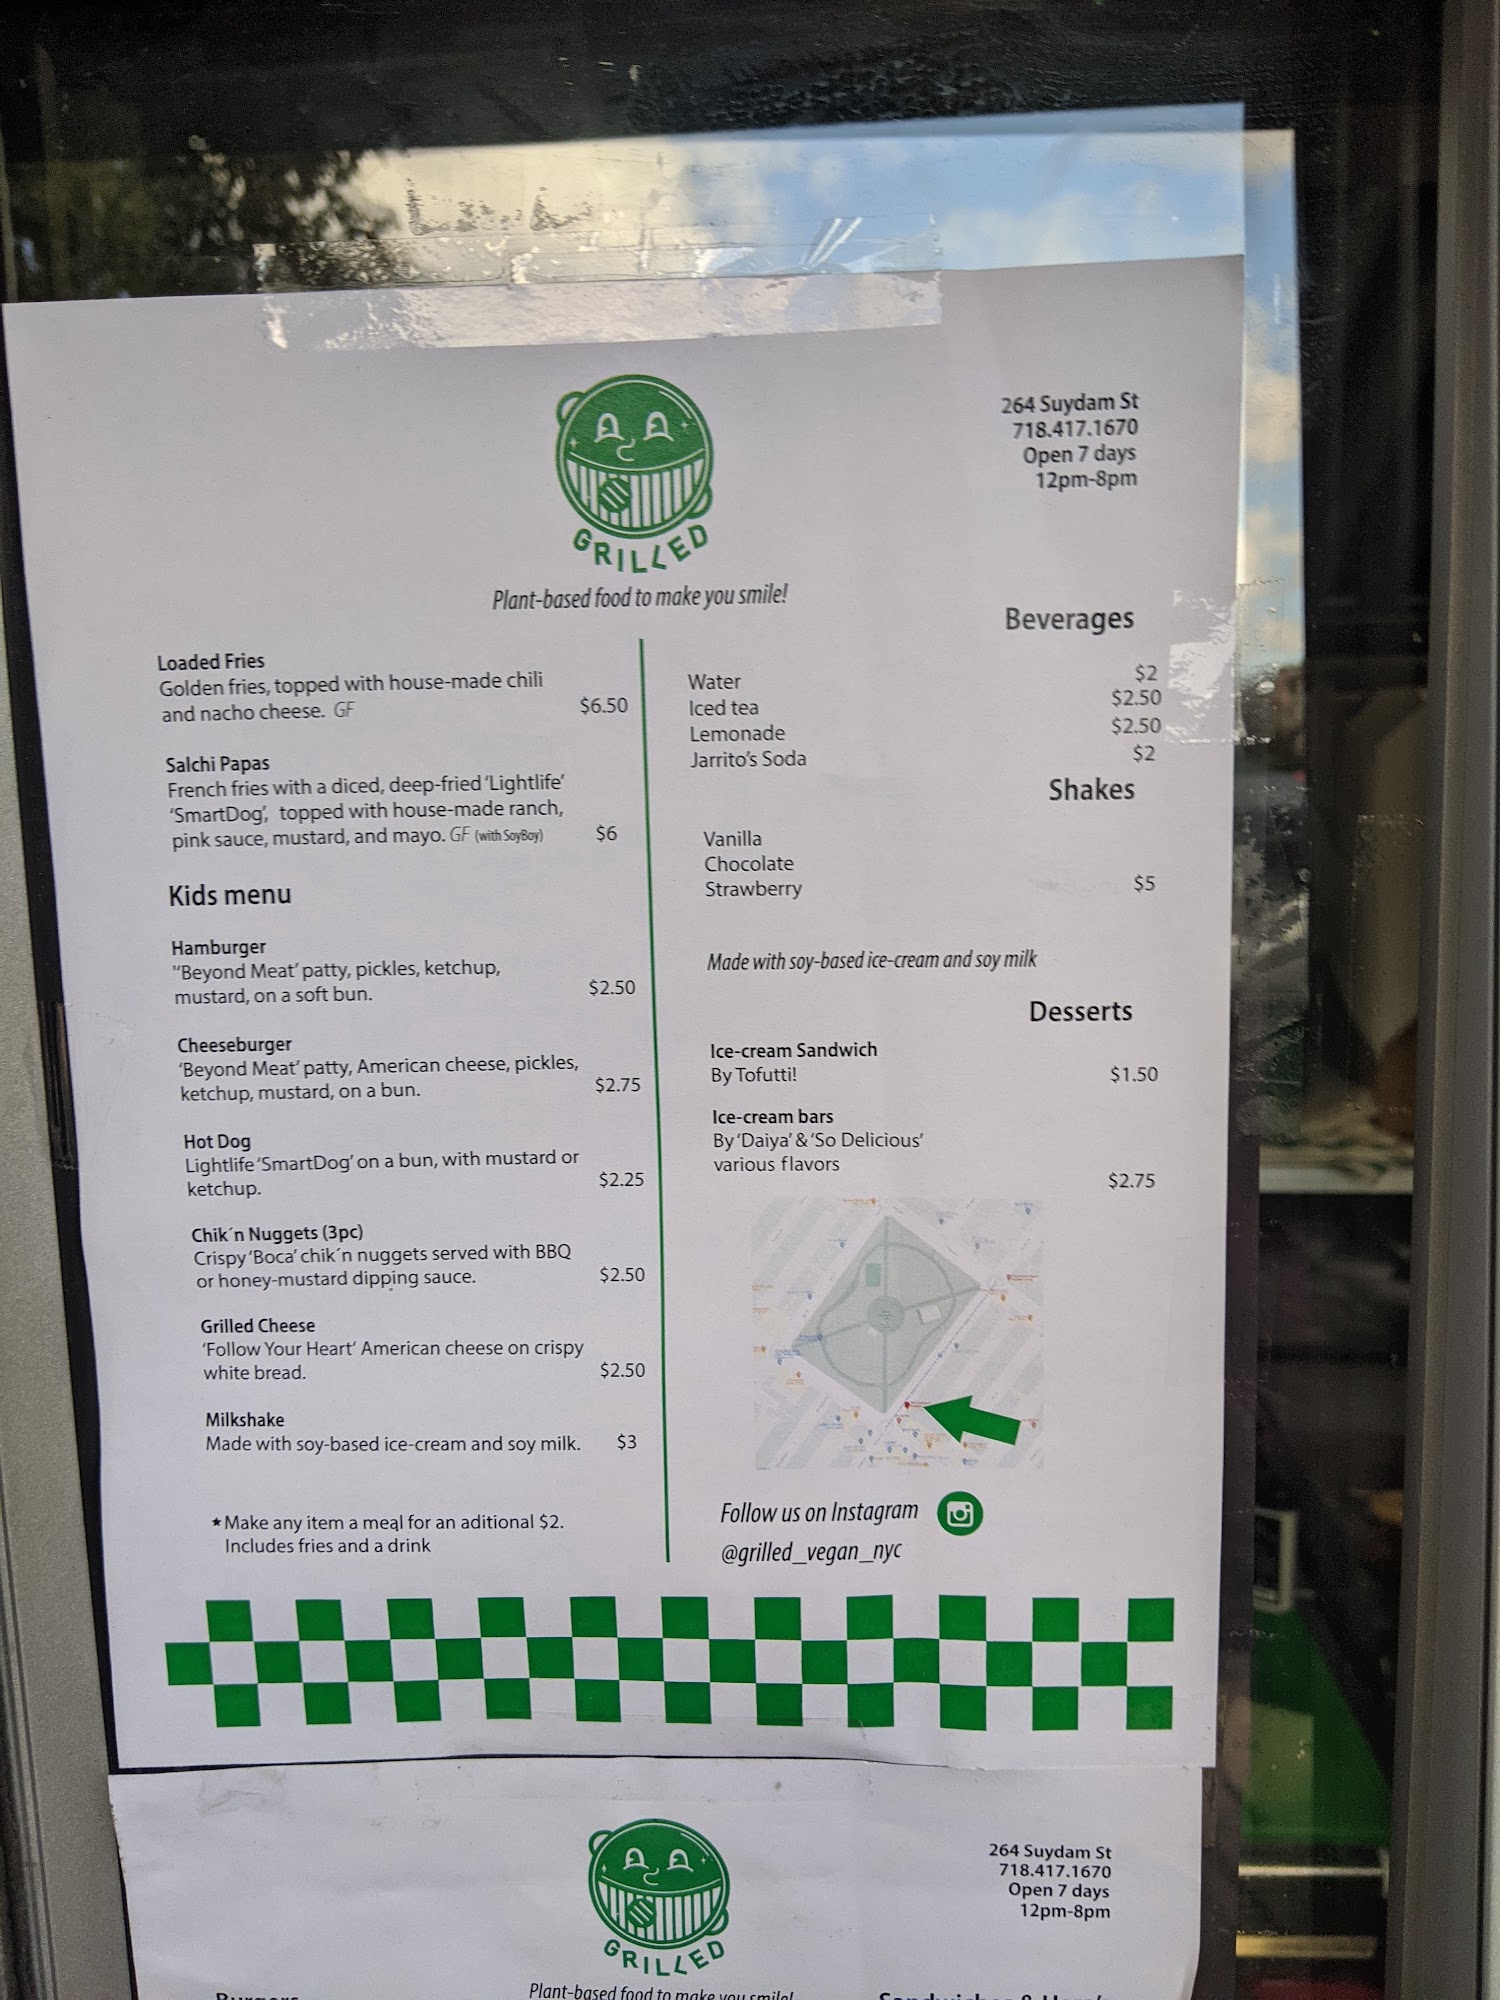 GRILLED
Plant-based food to make you smile!
264 Suydam St
718.417.1670
Open 7 days
12pm-8pm
Loaded Fries
Golden fries, topped with house-made chili
and nacho cheese. GF $6.50
Salchi Papas
French fries with a diced, deep-fried 'Lightlife'
'SmartDog', topped with house-made ranch,
pink sauce, mustard, and mayo. GF (with SoyBoy) $6
Kids menu
Hamburger
"Beyond Meat' patty, pickles, ketchup,
mustard, on a soft bun. $2.50
Cheeseburger
'Beyond Meat' patty, American cheese, pickles,
ketchup, mustard, on a bun. $2.75
Hot Dog
Lightlife 'SmartDog' on a bun, with mustard or
ketchup. $2.25
Chik´n Nuggets (3pc)
Crispy 'Boca' chik´n nuggets served with BBQ
or honey-mustard dipping sauce. $2.50
Grilled Cheese
'Follow Your Heart' American cheese on crispy
white bread. $2.50
Milkshake
Made with soy-based ice-cream and soy milk. $3
★ Make any item a meal for an aditional $2.
Includes fries and a drink
Beverages
Water $2
Iced tea $2.50
Lemonade $2.50
Jarrito's Soda $2
Shakes
Vanilla
Chocolate
Strawberry $5
Made with soy-based ice-cream and soy milk
Desserts
Ice-cream Sandwich
By Tofutti! $1.50
Ice-cream bars
By 'Daiya' & 'So Delicious'
various flavors
$2.75
Follow us on Instagram
@grilled_vegan_nyc
GRILLED
Plant-based food to make you smile!
264 Suydam St
718.417.1670
Open 7 days
12pm-8pm
Burgers